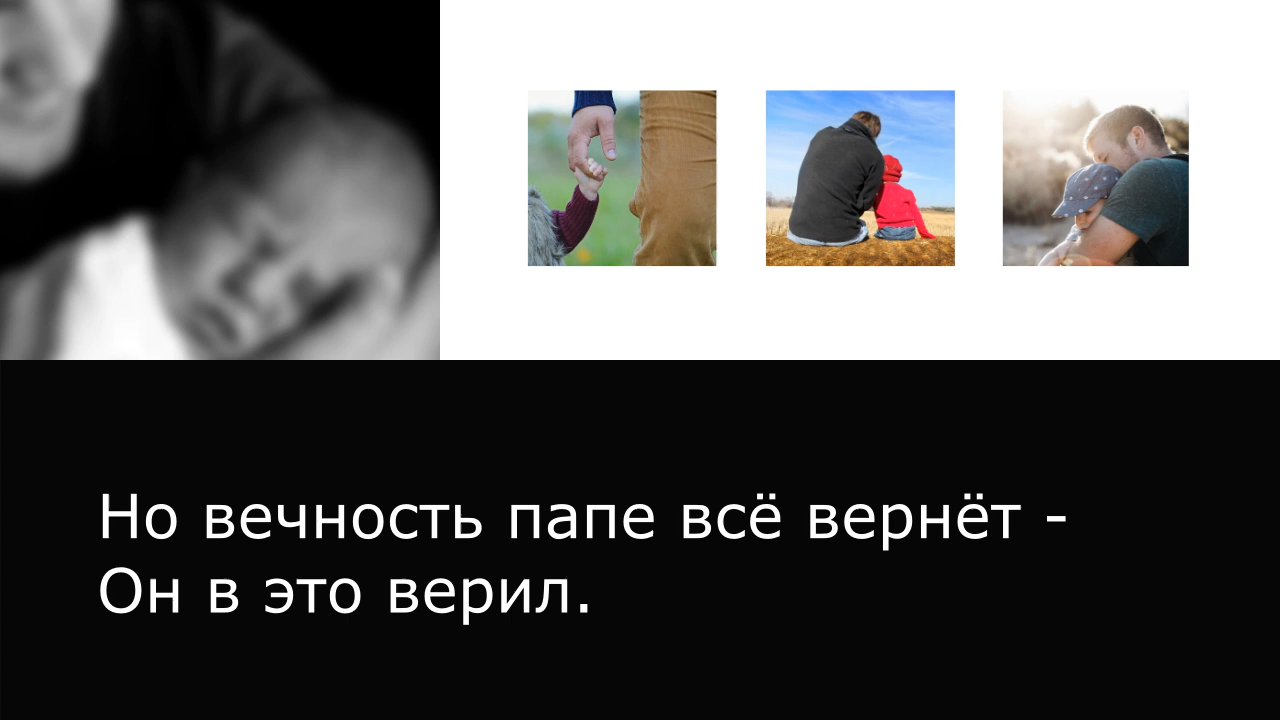 Но вечность папе всё вернёт -
Он в это верил.